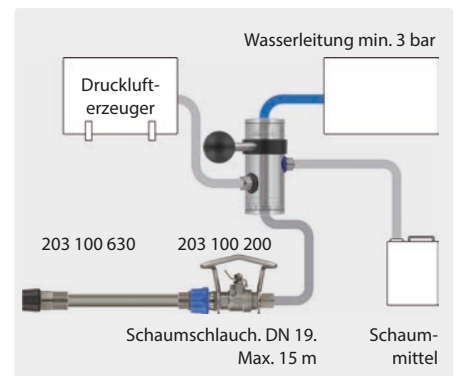 Wasserleitung min. 3 bar
Druckluft-
erzeuger
203 100 630
203 100 200
Schaumschlauch. DN 19.
Max. 15 m
Schaum-
mittel